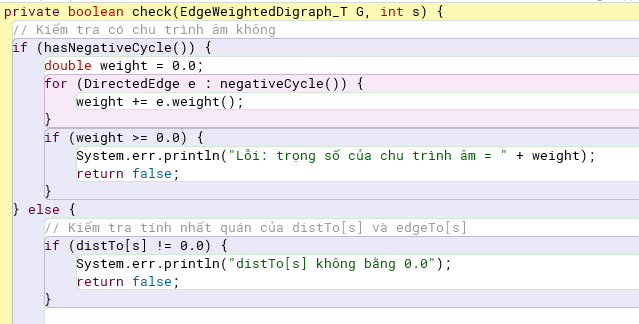 private boolean check(EdgeWeightedDigraph_T G, int s) {
// Kiểm tra có chu trình âm không
if (hasNegativeCycle()) {
double weight = 0.0;
for (DirectedEdge e : negativeCycle()) {
weight += e.weight();
}
if (weight >= 0.0) {
System.err.println("Lỗi: trọng số của chu trình âm = " + weight);
return false;
}
} else {
// Kiểm tra tính nhất quán của distTo[s] và edgeTo[s]
if (distTo[s] != 0.0) {
System.err.println("distTo[s] không bằng 0.0");
return false;
}